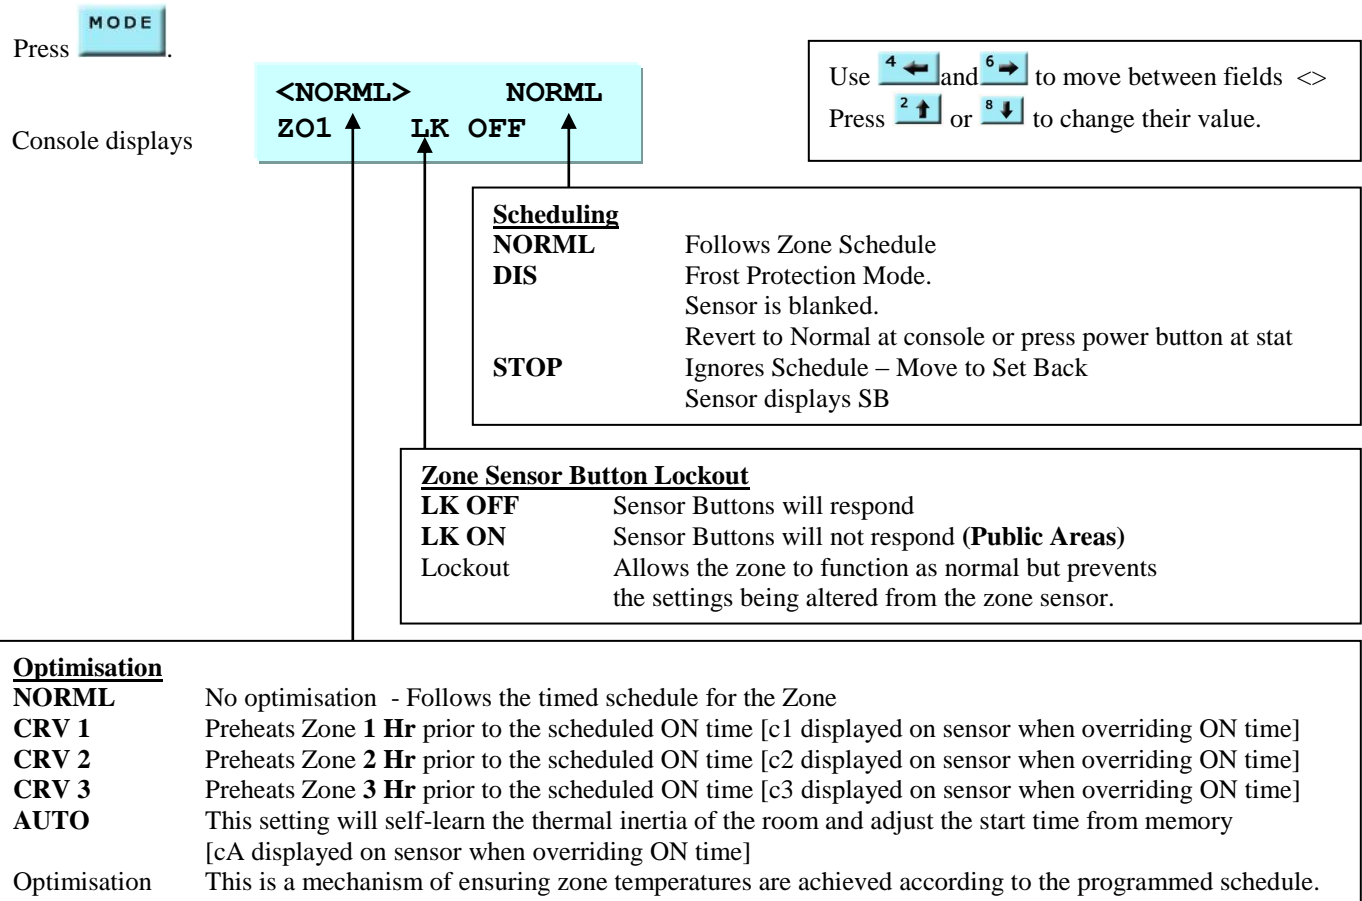 Press MODE.
Console displays
<NORML> NORML
ZO1 LK OFF
Use 4 and 6 to move between fields <>
Press 2 or 8 to change their value.
Scheduling
NORML Follows Zone Schedule
DIS Frost Protection Mode.
Sensor is blanked.
Revert to Normal at console or press power button at stat
STOP Ignores Schedule – Move to Set Back
Sensor displays SB
Zone Sensor Button Lockout
LK OFF Sensor Buttons will respond
LK ON Sensor Buttons will not respond (Public Areas)
Lockout Allows the zone to function as normal but prevents
the settings being altered from the zone sensor.
Optimisation
NORML No optimisation - Follows the timed schedule for the Zone
CRV 1 Preheats Zone 1 Hr prior to the scheduled ON time [c1 displayed on sensor when overriding ON time]
CRV 2 Preheats Zone 2 Hr prior to the scheduled ON time [c2 displayed on sensor when overriding ON time]
CRV 3 Preheats Zone 3 Hr prior to the scheduled ON time [c3 displayed on sensor when overriding ON time]
AUTO This setting will self-learn the thermal inertia of the room and adjust the start time from memory
[cA displayed on sensor when overriding ON time]
Optimisation This is a mechanism of ensuring zone temperatures are achieved according to the programmed schedule.